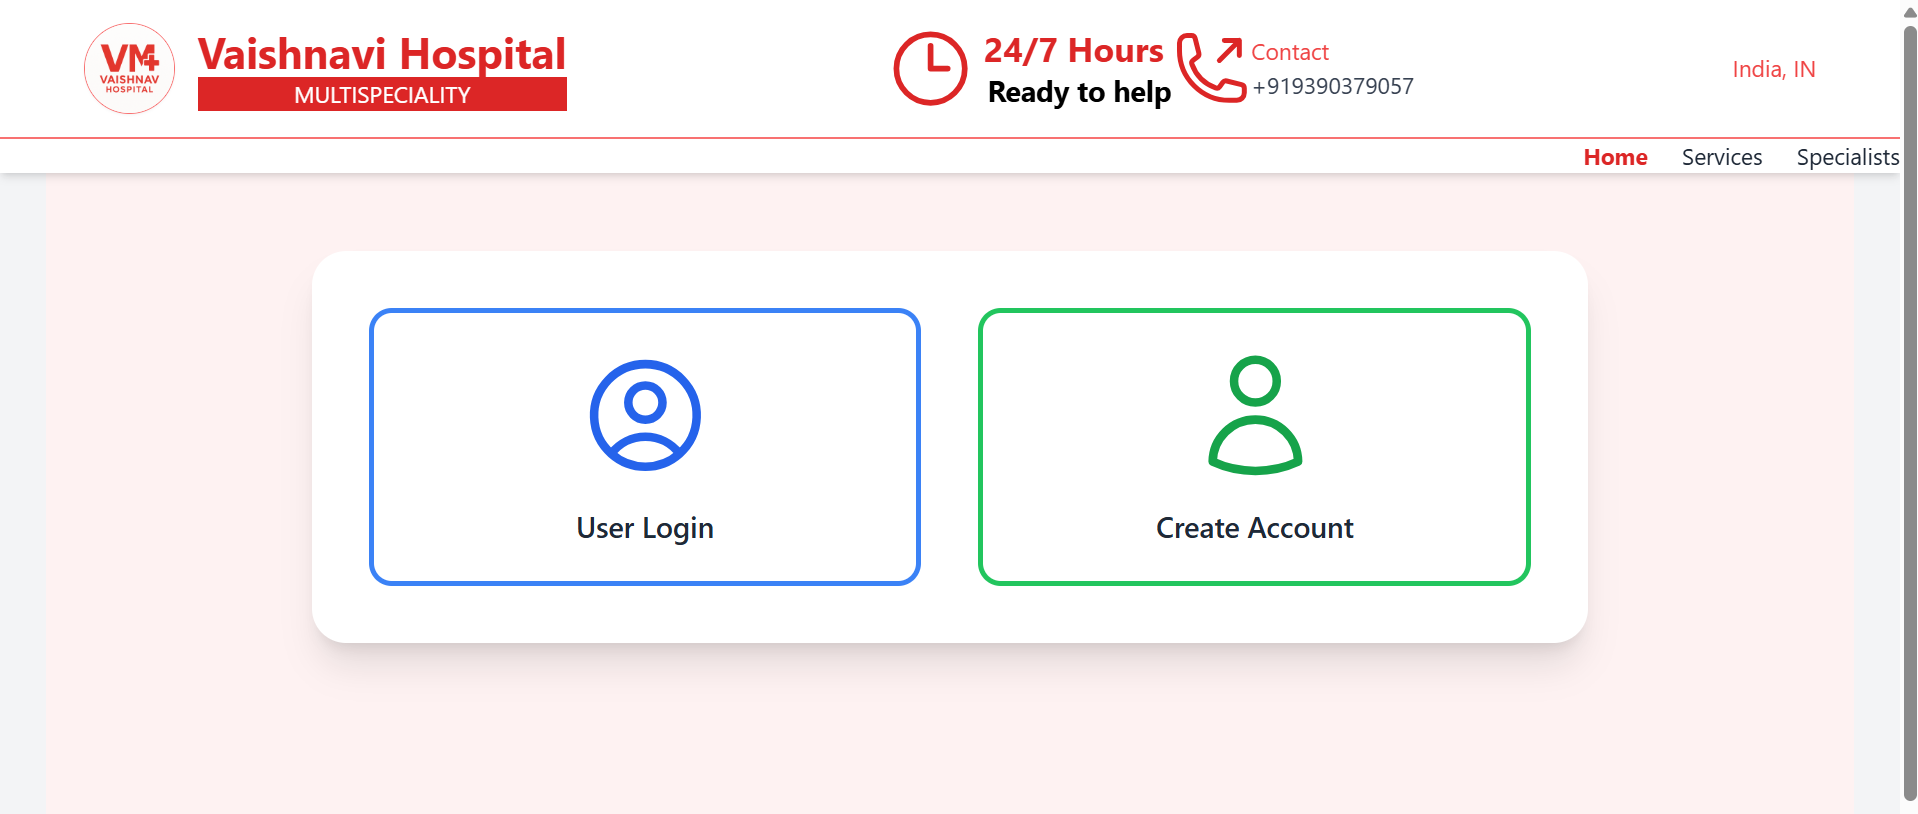 VM
VAISHNAV
HOSPITAL
Vaishnavi Hospital
MULTISPECIALITY
24/7 Hours
Ready to help
Contact
+919390379057
India, IN
Home Services Specialists
User Login
Create Account